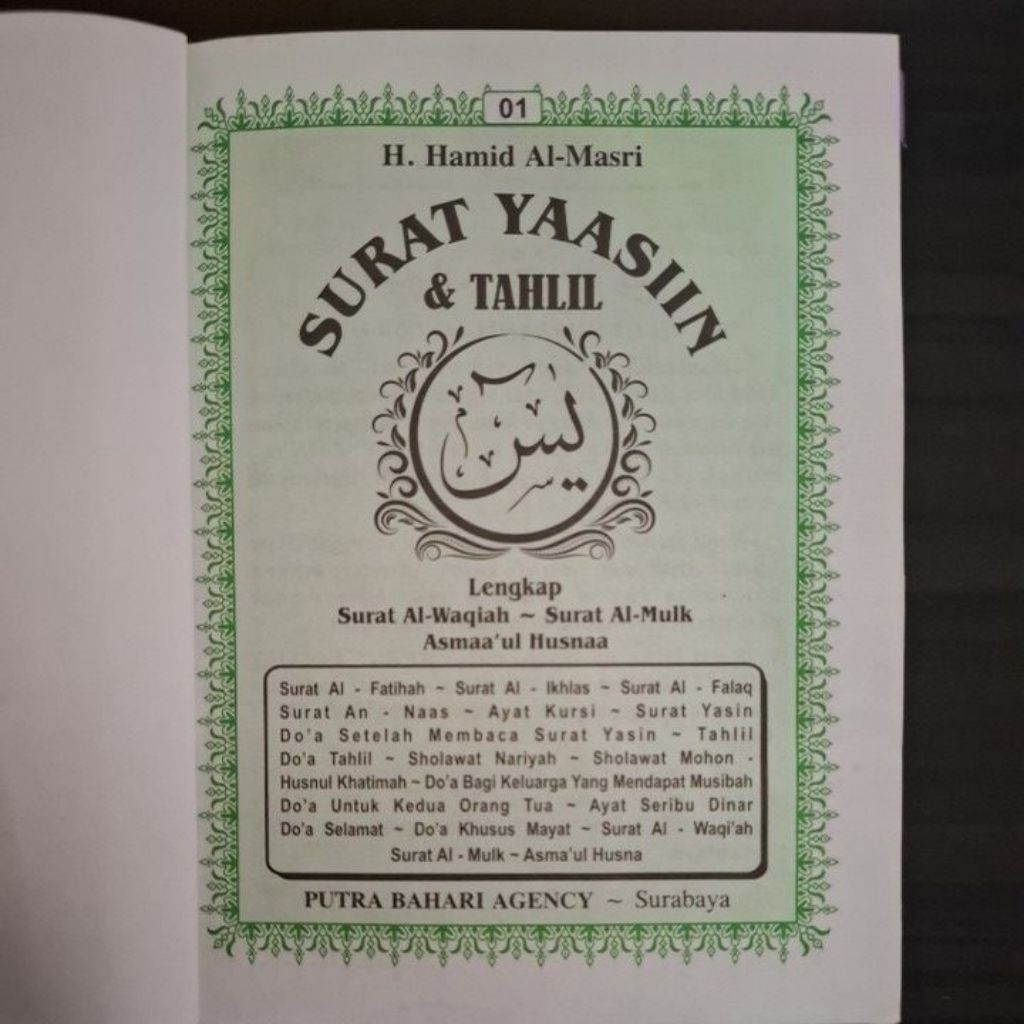 01
H. Hamid Al-Masri
SURAT YAASIIN
& TAHLIL
يٰسٓ
Lengkap
Surat Al-Waqiah ~ Surat Al-Mulk
Asmaa'ul Husnaa
Surat Al - Fatihah ~ Surat Al - Ikhlas ~ Surat Al - Falaq
Surat An - Naas ~ Ayat Kursi ~ Surat Yasin
Do'a Setelah Membaca Surat Yasin ~ Tahlil
Do'a Tahlil ~ Sholawat Nariyah ~ Sholawat Mohon -
Husnul Khatimah ~ Do'a Bagi Keluarga Yang Mendapat Musibah
Do'a Untuk Kedua Orang Tua ~ Ayat Seribu Dinar
Do'a Selamat ~ Do'a Khusus Mayat ~ Surat Al - Waqi'ah
Surat Al - Mulk ~ Asma'ul Husna
PUTRA BAHARI AGENCY ~ Surabaya